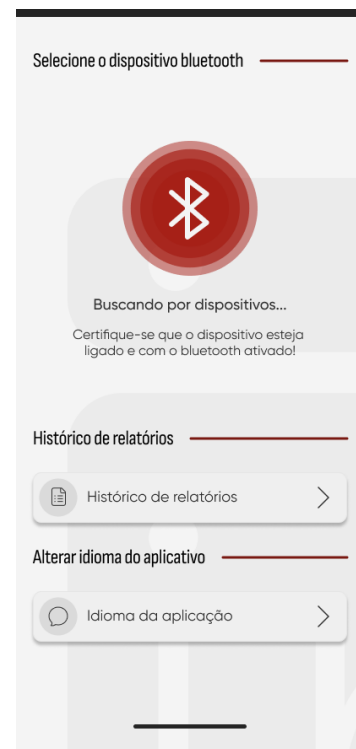 Selecione o dispositivo bluetooth
Buscando por dispositivos...
Certifique-se que o dispositivo esteja
ligado e com o bluetooth ativado!
Histórico de relatórios
Histórico de relatórios
Alterar idioma do aplicativo
Idioma da aplicação